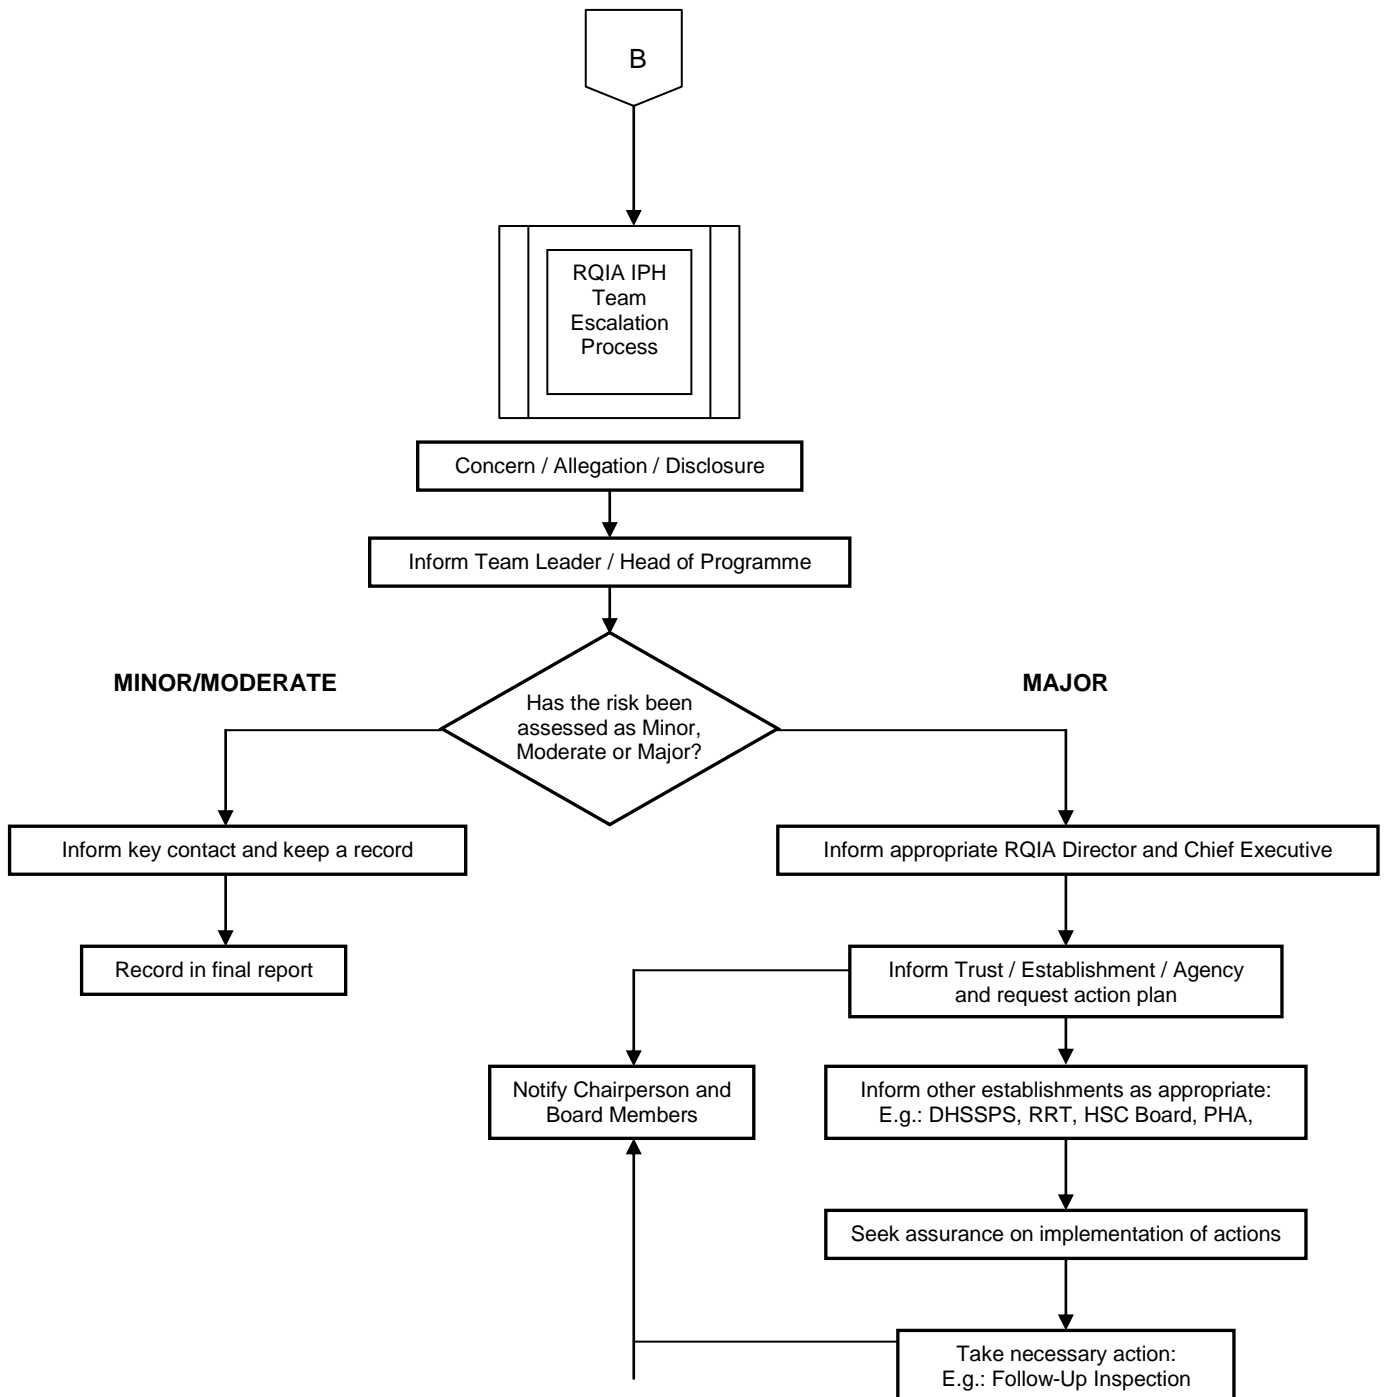 B
RQIA IPH
Team
Escalation
Process
Concern / Allegation / Disclosure
Inform Team Leader / Head of Programme
MINOR/MODERATE
MAJOR
Has the risk been
assessed as Minor,
Moderate or Major?
Inform key contact and keep a record
Inform appropriate RQIA Director and Chief Executive
Record in final report
Inform Trust / Establishment / Agency
and request action plan
Notify Chairperson and
Board Members
Inform other establishments as appropriate:
E.g.: DHSSPS, RRT, HSC Board, PHA,
Seek assurance on implementation of actions
Take necessary action:
E.g.: Follow-Up Inspection